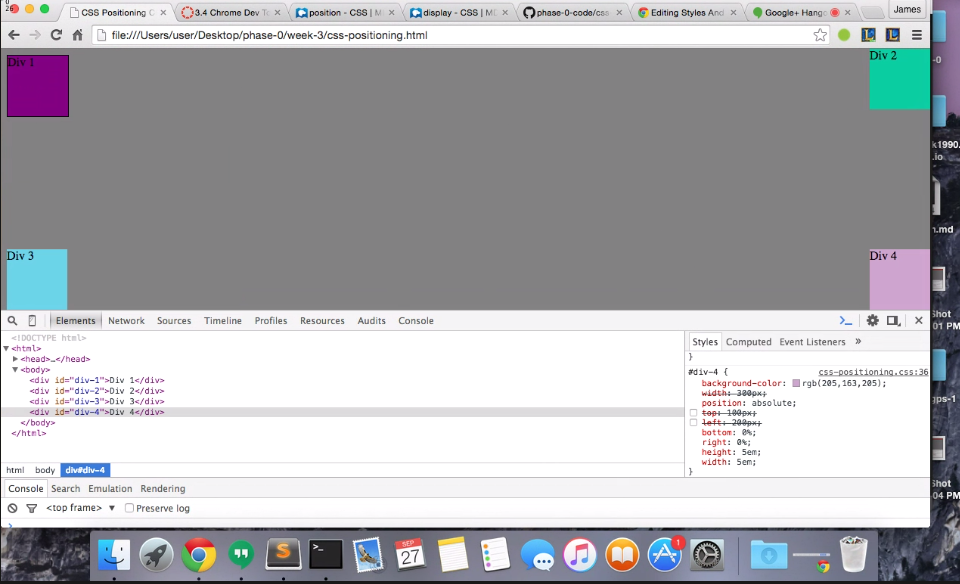 CSS Positioning
3.4 Chrome Dev T
position - CSS | M
display - CSS | M
phase-0-code/css
Editing Styles And
Google+ Hang
James
file:///Users/user/Desktop/phase-0/week-3/css-positioning.html
Div 1
Div 2
Div 3
Div 4
Elements Network Sources Timeline Profiles Resources Audits Console
<!DOCTYPE html>
<html>
<head>…</head>
<body>
<div id="div-1">Div 1</div>
<div id="div-2">Div 2</div>
<div id="div-3">Div 3</div>
<div id="div-4">Div 4</div>
</body>
</html>
html body div#div-4
Styles Computed Event Listeners »
}
#div-4 { css-positioning.css:36
background-color: rgb(205,163,205);
width: 300px;
position: absolute;
top: 100px;
left: 200px;
bottom: 0%;
right: 0%;
height: 5em;
width: 5em;
}
Console Search Emulation Rendering
<top frame> Preserve log
-0
k1990.
.io
n.md
Shot
01 PM
gps-1
Shot
04 PM
SEP
27
1